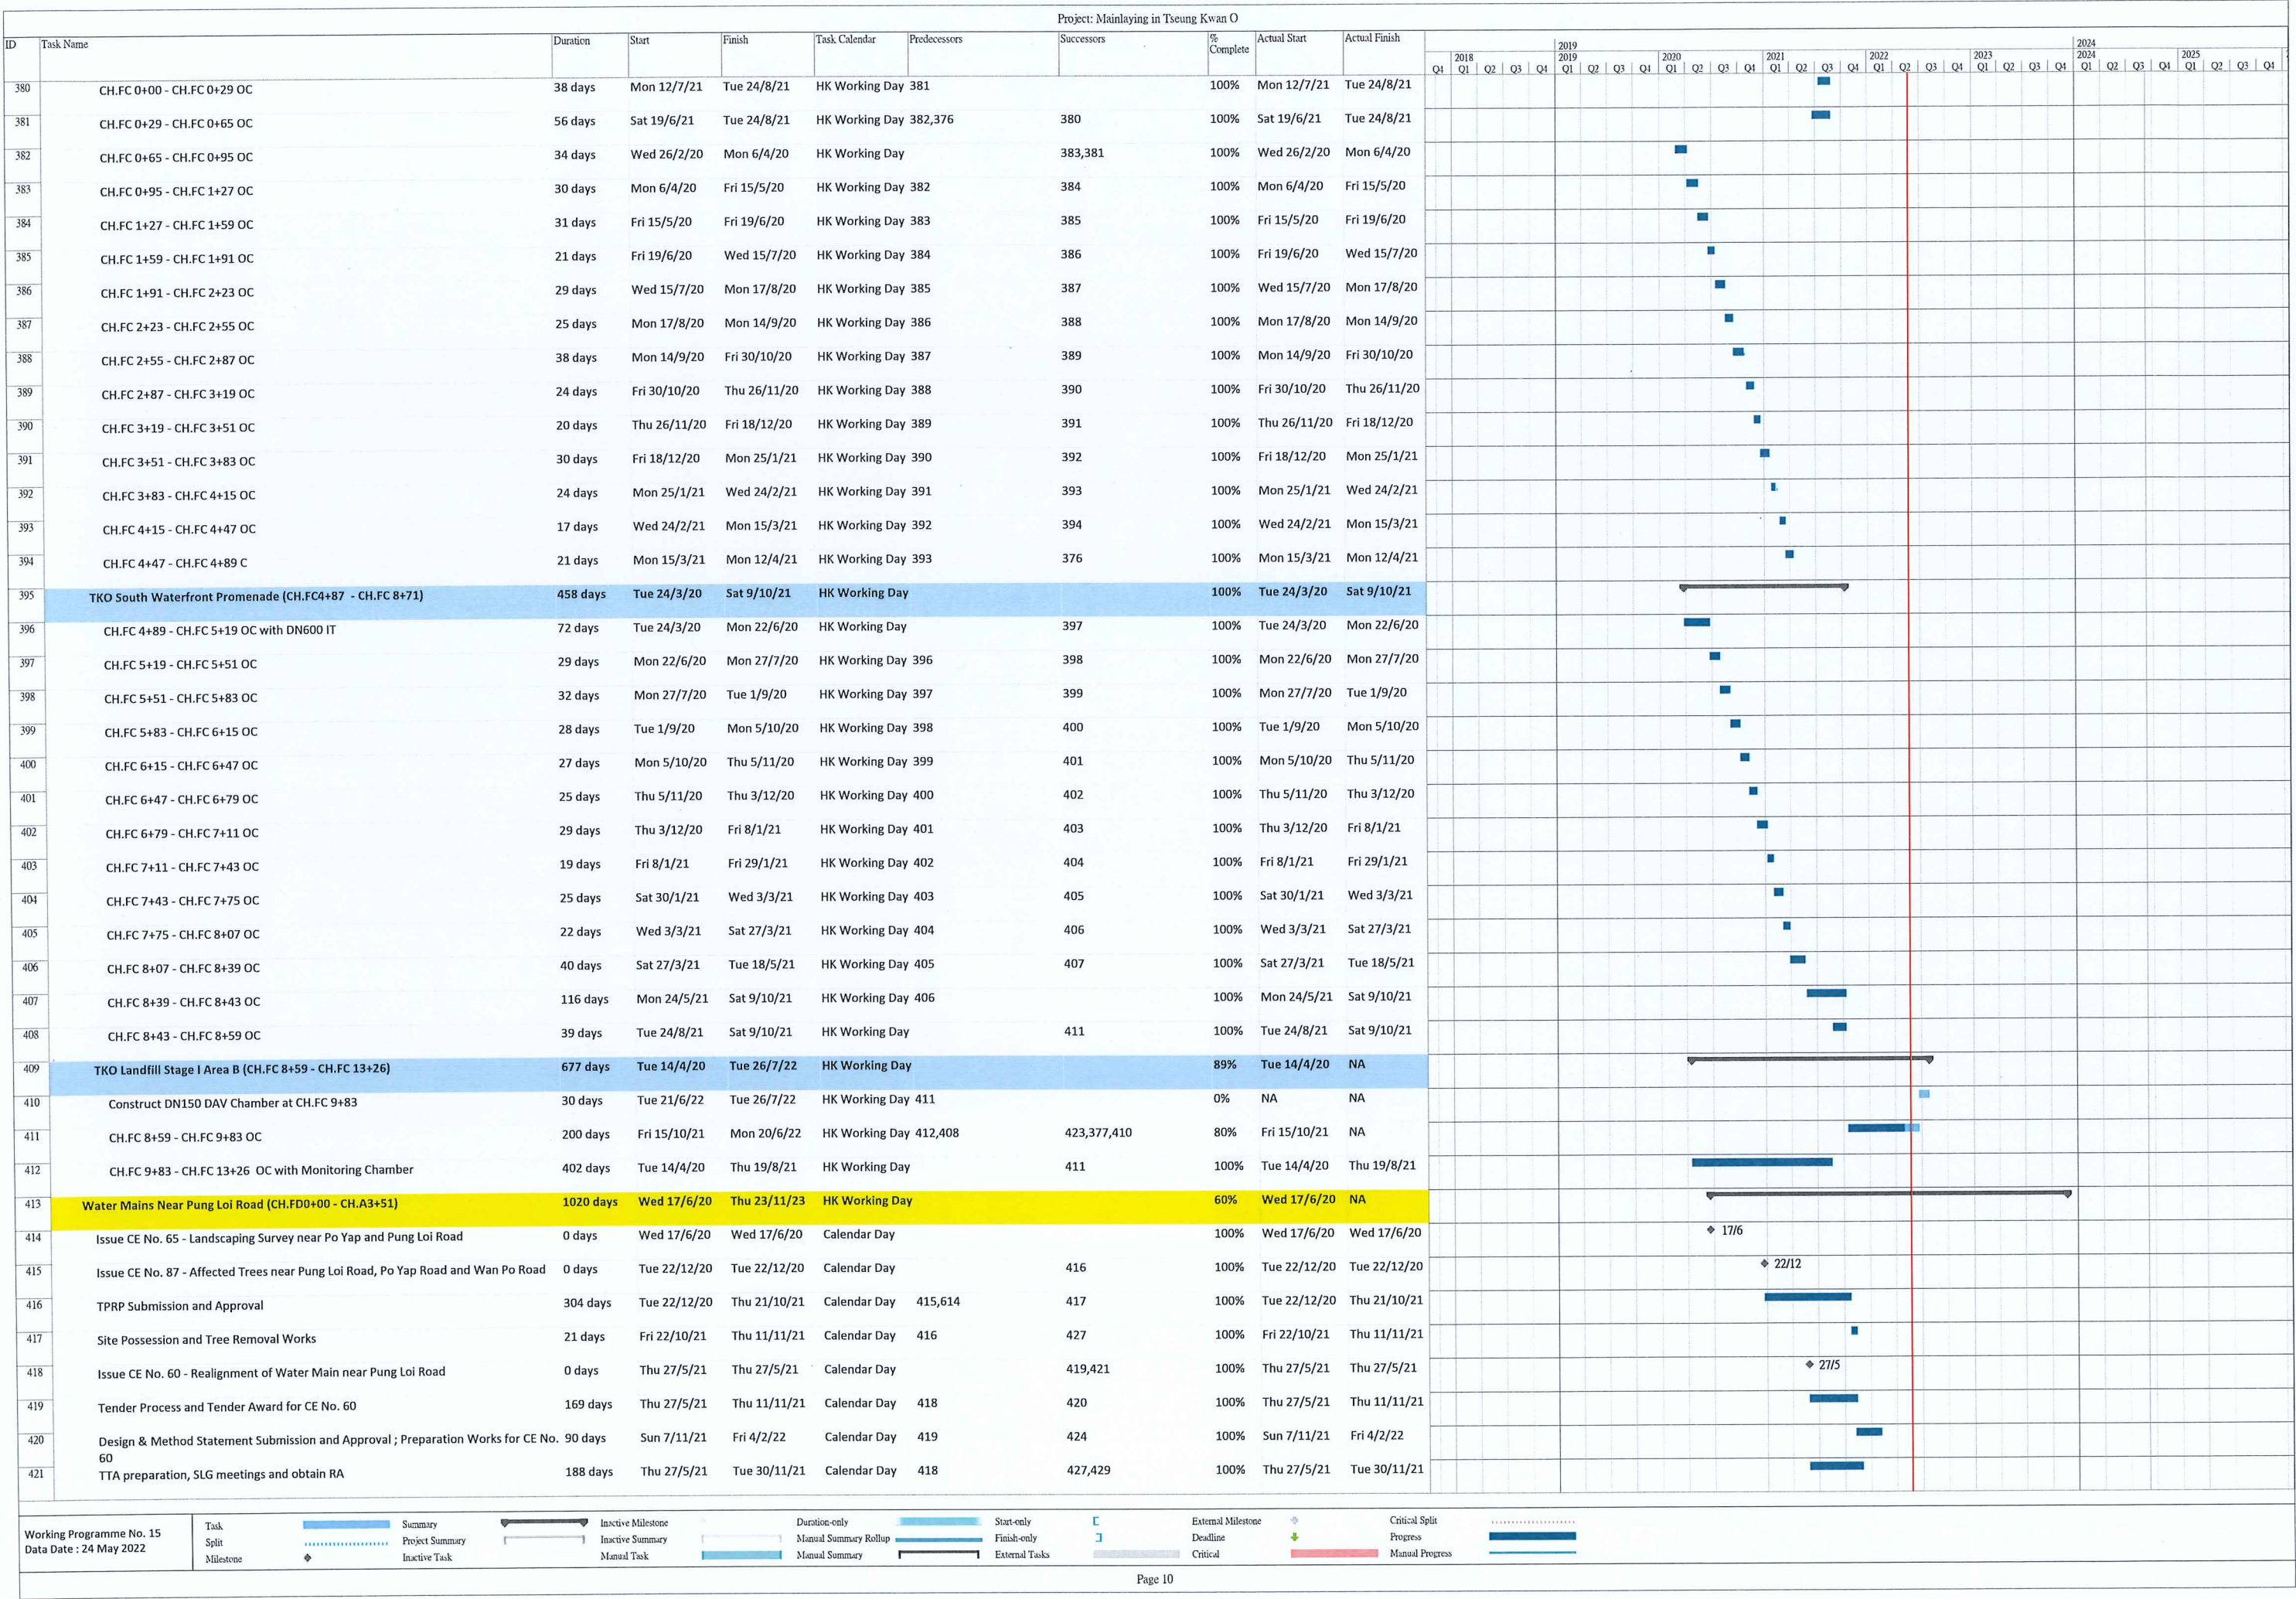 Project: Mainlaying in Tseung Kwan O
ID Task Name Duration Start Finish Task Calendar Predecessors Successors % Complete Actual Start Actual Finish
2019 2024
2018 2019 2020 2021 2022 2023 2024 2025
Q4 Q1 Q2 Q3 Q4 Q1 Q2 Q3 Q4 Q1 Q2 Q3 Q4 Q1 Q2 Q3 Q4 Q1 Q2 Q3 Q4 Q1 Q2 Q3 Q4 Q1 Q2 Q3 Q4 Q1 Q2 Q3 Q4
380 CH.FC 0+00 - CH.FC 0+29 OC 38 days Mon 12/7/21 Tue 24/8/21 HK Working Day 381 100% Mon 12/7/21 Tue 24/8/21
381 CH.FC 0+29 - CH.FC 0+65 OC 56 days Sat 19/6/21 Tue 24/8/21 HK Working Day 382,376 380 100% Sat 19/6/21 Tue 24/8/21
382 CH.FC 0+65 - CH.FC 0+95 OC 34 days Wed 26/2/20 Mon 6/4/20 HK Working Day 383,381 100% Wed 26/2/20 Mon 6/4/20
383 CH.FC 0+95 - CH.FC 1+27 OC 30 days Mon 6/4/20 Fri 15/5/20 HK Working Day 382 384 100% Mon 6/4/20 Fri 15/5/20
384 CH.FC 1+27 - CH.FC 1+59 OC 31 days Fri 15/5/20 Fri 19/6/20 HK Working Day 383 385 100% Fri 15/5/20 Fri 19/6/20
385 CH.FC 1+59 - CH.FC 1+91 OC 21 days Fri 19/6/20 Wed 15/7/20 HK Working Day 384 386 100% Fri 19/6/20 Wed 15/7/20
386 CH.FC 1+91 - CH.FC 2+23 OC 29 days Wed 15/7/20 Mon 17/8/20 HK Working Day 385 387 100% Wed 15/7/20 Mon 17/8/20
387 CH.FC 2+23 - CH.FC 2+55 OC 25 days Mon 17/8/20 Mon 14/9/20 HK Working Day 386 388 100% Mon 17/8/20 Mon 14/9/20
388 CH.FC 2+55 - CH.FC 2+87 OC 38 days Mon 14/9/20 Fri 30/10/20 HK Working Day 387 389 100% Mon 14/9/20 Fri 30/10/20
389 CH.FC 2+87 - CH.FC 3+19 OC 24 days Fri 30/10/20 Thu 26/11/20 HK Working Day 388 390 100% Fri 30/10/20 Thu 26/11/20
390 CH.FC 3+19 - CH.FC 3+51 OC 20 days Thu 26/11/20 Fri 18/12/20 HK Working Day 389 391 100% Thu 26/11/20 Fri 18/12/20
391 CH.FC 3+51 - CH.FC 3+83 OC 30 days Fri 18/12/20 Mon 25/1/21 HK Working Day 390 392 100% Fri 18/12/20 Mon 25/1/21
392 CH.FC 3+83 - CH.FC 4+15 OC 24 days Mon 25/1/21 Wed 24/2/21 HK Working Day 391 393 100% Mon 25/1/21 Wed 24/2/21
393 CH.FC 4+15 - CH.FC 4+47 OC 17 days Wed 24/2/21 Mon 15/3/21 HK Working Day 392 394 100% Wed 24/2/21 Mon 15/3/21
394 CH.FC 4+47 - CH.FC 4+89 C 21 days Mon 15/3/21 Mon 12/4/21 HK Working Day 393 376 100% Mon 15/3/21 Mon 12/4/21
395 TKO South Waterfront Promenade (CH.FC4+87 - CH.FC 8+71) 458 days Tue 24/3/20 Sat 9/10/21 HK Working Day 100% Tue 24/3/20 Sat 9/10/21
396 CH.FC 4+89 - CH.FC 5+19 OC with DN600 IT 72 days Tue 24/3/20 Mon 22/6/20 HK Working Day 397 100% Tue 24/3/20 Mon 22/6/20
397 CH.FC 5+19 - CH.FC 5+51 OC 29 days Mon 22/6/20 Mon 27/7/20 HK Working Day 396 398 100% Mon 22/6/20 Mon 27/7/20
398 CH.FC 5+51 - CH.FC 5+83 OC 32 days Mon 27/7/20 Tue 1/9/20 HK Working Day 397 399 100% Mon 27/7/20 Tue 1/9/20
399 CH.FC 5+83 - CH.FC 6+15 OC 28 days Tue 1/9/20 Mon 5/10/20 HK Working Day 398 400 100% Tue 1/9/20 Mon 5/10/20
400 CH.FC 6+15 - CH.FC 6+47 OC 27 days Mon 5/10/20 Thu 5/11/20 HK Working Day 399 401 100% Mon 5/10/20 Thu 5/11/20
401 CH.FC 6+47 - CH.FC 6+79 OC 25 days Thu 5/11/20 Thu 3/12/20 HK Working Day 400 402 100% Thu 5/11/20 Thu 3/12/20
402 CH.FC 6+79 - CH.FC 7+11 OC 29 days Thu 3/12/20 Fri 8/1/21 HK Working Day 401 403 100% Thu 3/12/20 Fri 8/1/21
403 CH.FC 7+11 - CH.FC 7+43 OC 19 days Fri 8/1/21 Fri 29/1/21 HK Working Day 402 404 100% Fri 8/1/21 Fri 29/1/21
404 CH.FC 7+43 - CH.FC 7+75 OC 25 days Sat 30/1/21 Wed 3/3/21 HK Working Day 403 405 100% Sat 30/1/21 Wed 3/3/21
405 CH.FC 7+75 - CH.FC 8+07 OC 22 days Wed 3/3/21 Sat 27/3/21 HK Working Day 404 406 100% Wed 3/3/21 Sat 27/3/21
406 CH.FC 8+07 - CH.FC 8+39 OC 40 days Sat 27/3/21 Tue 18/5/21 HK Working Day 405 407 100% Sat 27/3/21 Tue 18/5/21
407 CH.FC 8+39 - CH.FC 8+43 OC 116 days Mon 24/5/21 Sat 9/10/21 HK Working Day 406 100% Mon 24/5/21 Sat 9/10/21
408 CH.FC 8+43 - CH.FC 8+59 OC 39 days Tue 24/8/21 Sat 9/10/21 HK Working Day 411 100% Tue 24/8/21 Sat 9/10/21
409 TKO Landfill Stage I Area B (CH.FC 8+59 - CH.FC 13+26) 677 days Tue 14/4/20 Tue 26/7/22 HK Working Day 89% Tue 14/4/20 NA
410 Construct DN150 DAV Chamber at CH.FC 9+83 30 days Tue 21/6/22 Tue 26/7/22 HK Working Day 411 0% NA NA
411 CH.FC 8+59 - CH.FC 9+83 OC 200 days Fri 15/10/21 Mon 20/6/22 HK Working Day 412,408 423,377,410 80% Fri 15/10/21 NA
412 CH.FC 9+83 - CH.FC 13+26 OC with Monitoring Chamber 402 days Tue 14/4/20 Thu 19/8/21 HK Working Day 411 100% Tue 14/4/20 Thu 19/8/21
413 Water Mains Near Pung Loi Road (CH.FD0+00 - CH.A3+51) 1020 days Wed 17/6/20 Thu 23/11/23 HK Working Day 60% Wed 17/6/20 NA
414 Issue CE No. 65 - Landscaping Survey near Po Yap and Pung Loi Road 0 days Wed 17/6/20 Wed 17/6/20 Calendar Day 100% Wed 17/6/20 Wed 17/6/20 17/6
415 Issue CE No. 87 - Affected Trees near Pung Loi Road, Po Yap Road and Wan Po Road 0 days Tue 22/12/20 Tue 22/12/20 Calendar Day 416 100% Tue 22/12/20 Tue 22/12/20 22/12
416 TPRP Submission and Approval 304 days Tue 22/12/20 Thu 21/10/21 Calendar Day 415,614 417 100% Tue 22/12/20 Thu 21/10/21
417 Site Possession and Tree Removal Works 21 days Fri 22/10/21 Thu 11/11/21 Calendar Day 416 427 100% Fri 22/10/21 Thu 11/11/21
418 Issue CE No. 60 - Realignment of Water Main near Pung Loi Road 0 days Thu 27/5/21 Thu 27/5/21 Calendar Day 419,421 100% Thu 27/5/21 Thu 27/5/21 27/5
419 Tender Process and Tender Award for CE No. 60 169 days Thu 27/5/21 Thu 11/11/21 Calendar Day 418 420 100% Thu 27/5/21 Thu 11/11/21
420 Design & Method Statement Submission and Approval ; Preparation Works for CE No. 90 days Sun 7/11/21 Fri 4/2/22 Calendar Day 419 424 100% Sun 7/11/21 Fri 4/2/22
60
421 TTA preparation, SLG meetings and obtain RA 188 days Thu 27/5/21 Tue 30/11/21 Calendar Day 418 427,429 100% Thu 27/5/21 Tue 30/11/21
Working Programme No. 15
Data Date : 24 May 2022
Task Summary Inactive Milestone Duration-only Start-only External Milestone Critical Split
Split Project Summary Inactive Summary Manual Summary Rollup Finish-only Deadline Progress
Milestone Inactive Task Manual Task Manual Summary External Tasks Critical Manual Progress
Page 10